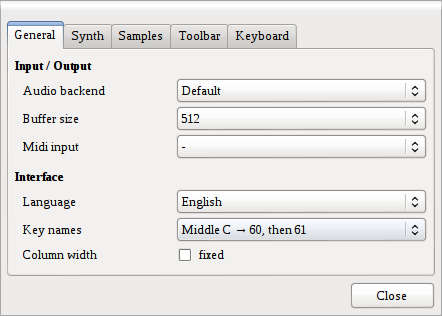 General Synth Samples Toolbar Keyboard
Input / Output
Audio backend Default
Buffer size 512
Midi input -
Interface
Language English
Key names Middle C → 60, then 61
Column width fixed
Close